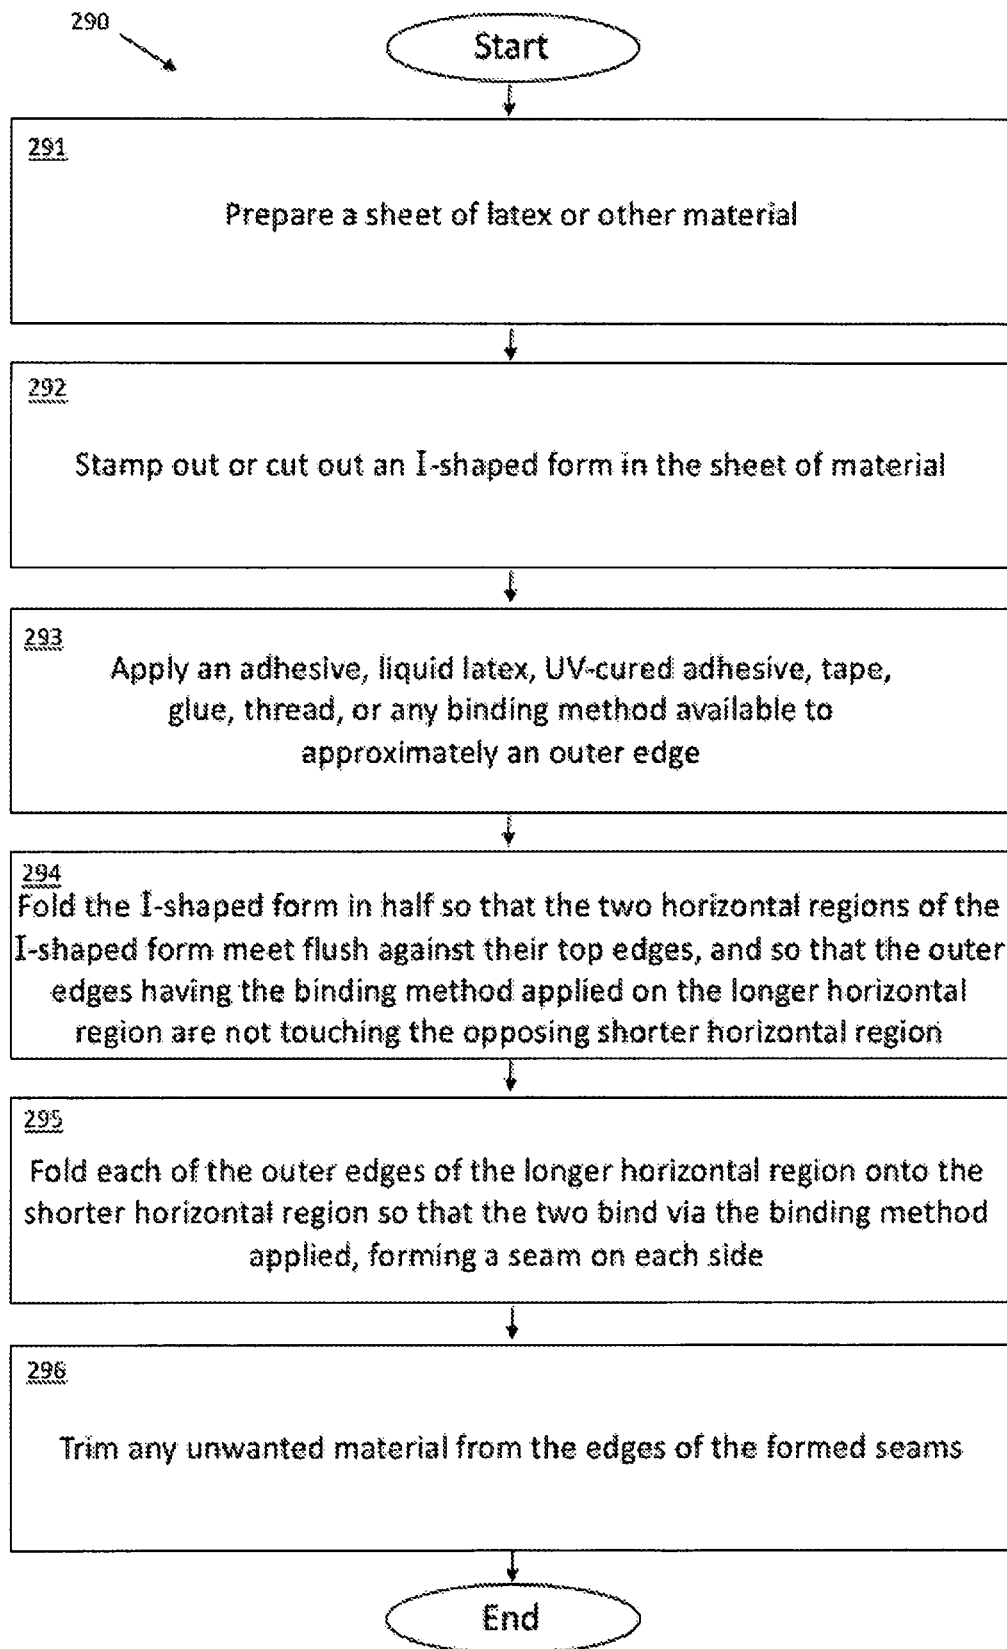 290
Start
291
Prepare a sheet of latex or other material
292
Stamp out or cut out an I-shaped form in the sheet of material
293
Apply an adhesive, liquid latex, UV-cured adhesive, tape,
glue, thread, or any binding method available to
approximately an outer edge
294
Fold the I-shaped form in half so that the two horizontal regions of the
I-shaped form meet flush against their top edges, and so that the outer
edges having the binding method applied on the longer horizontal
region are not touching the opposing shorter horizontal region
295
Fold each of the outer edges of the longer horizontal region onto the
shorter horizontal region so that the two bind via the binding method
applied, forming a seam on each side
296
Trim any unwanted material from the edges of the formed seams
End